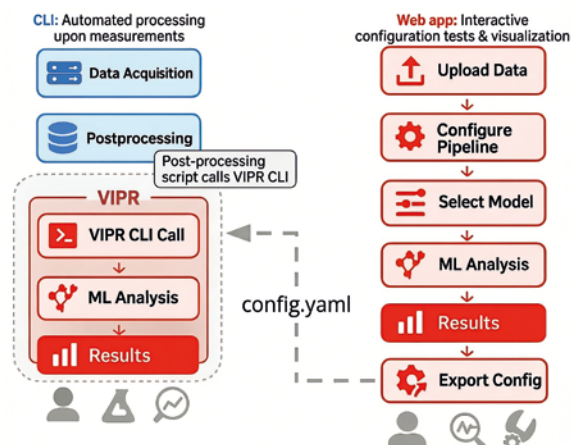 CLI: Automated processing
upon measurements
Data Acquisition
Postprocessing
Post-processing
script calls VIPR CLI
VIPR
VIPR CLI Call
ML Analysis
Results
config.yaml
Web app: Interactive
configuration tests & visualization
Upload Data
Configure
Pipeline
Select Model
ML Analysis
Results
Export Config